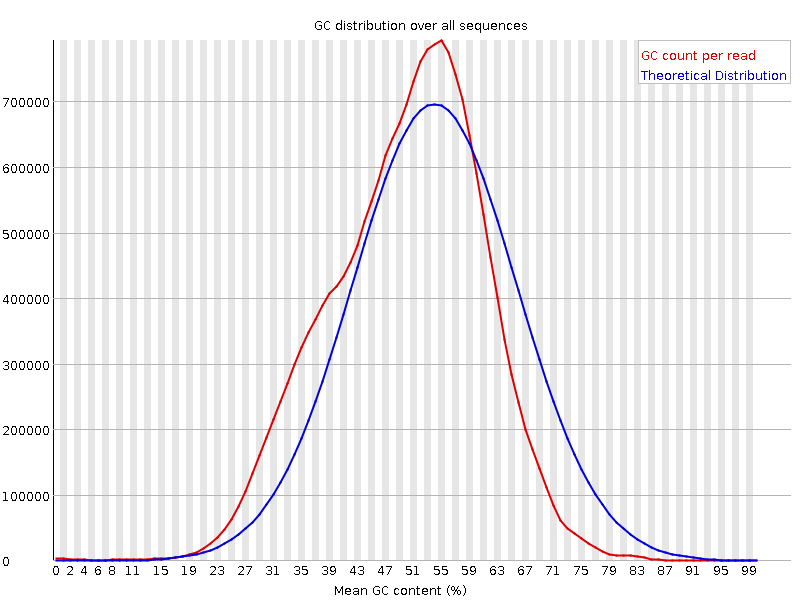 GC distribution over all sequences
GC count per read
Theoretical Distribution
700000
600000
500000
400000
300000
200000
100000
0
0 2 4 6 8 11 15 19 23 27 31 35 39 43 47 51 55 59 63 67 71 75 79 83 87 91 95 99
Mean GC content (%)